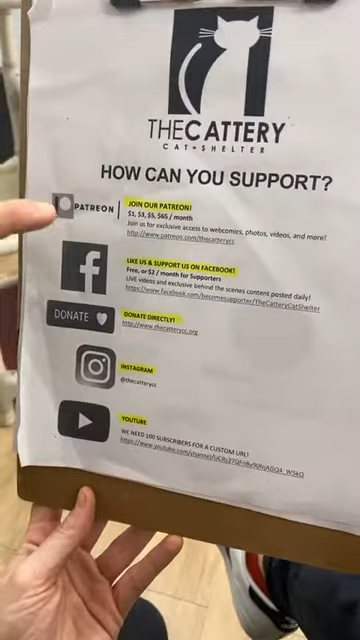 THECATTERY
CAT•SHELTER
HOW CAN YOU SUPPORT?
PATREON
JOIN OUR PATREON!
$1, $3, $5, $65 / month
Join us for exclusive access to webcomics, photos, videos, and more!
http://www.patreon.com/thecatterycc
LIKE US & SUPPORT US ON FACEBOOK!
Free, or $2 / month for Supporters
LIVE videos and exclusive behind the scenes content posted daily!
https://www.facebook.com/becomesupporter/TheCatteryCatShelter
DONATE
DONATE DIRECTLY!
http://www.thecatterycc.org
INSTAGRAM
@thecatterycc
YOUTUBE
WE NEED 100 SUBSCRIBERS FOR A CUSTOM URL!